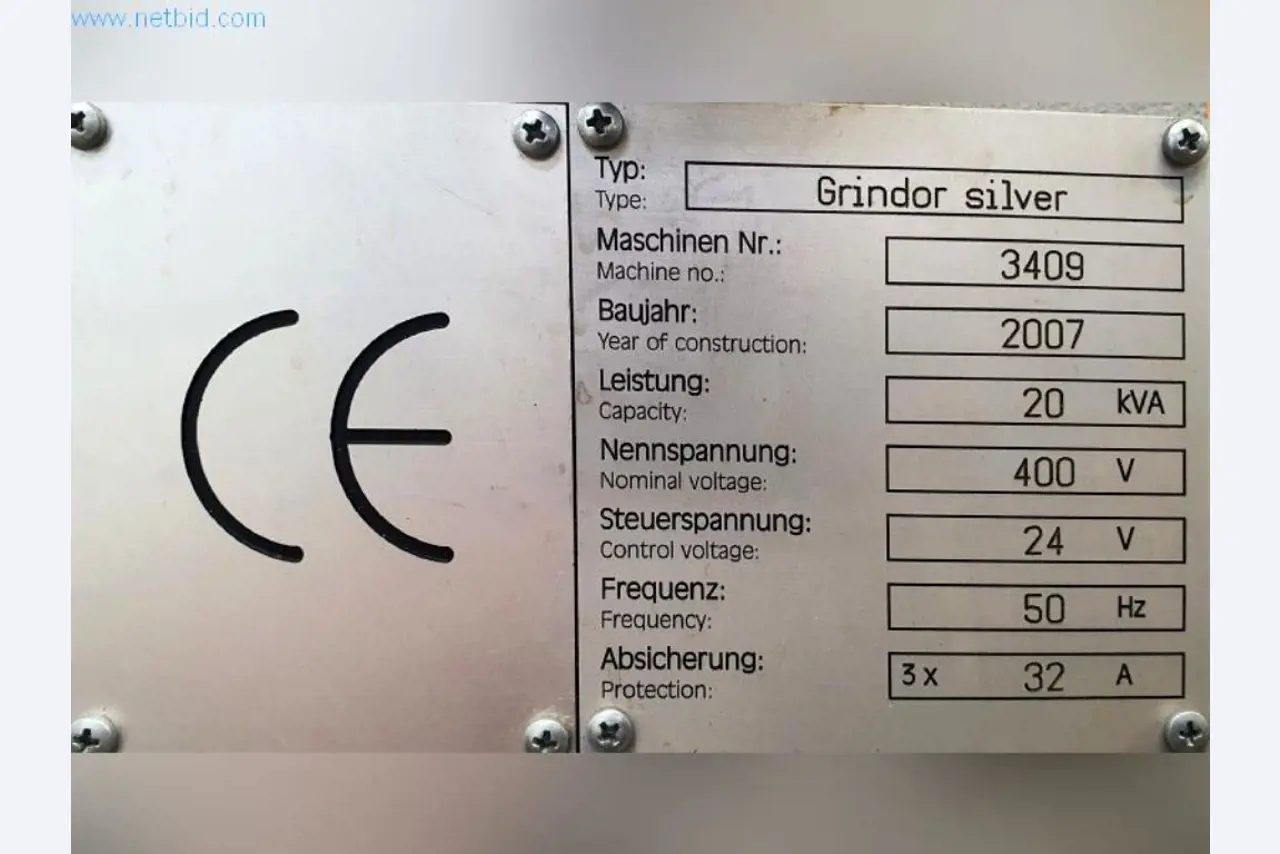 www.netbid.com
CE
Typ:
Type:
Grindor silver
Maschinen Nr.:
Machine no.:
3409
Baujahr:
Year of construction:
2007
Leistung:
Capacity:
20 kVA
Nennspannung:
Nominal voltage:
400 V
Steuerspannung:
Control voltage:
24 V
Frequenz:
Frequency:
50 Hz
Absicherung:
Protection:
3 x 32 A